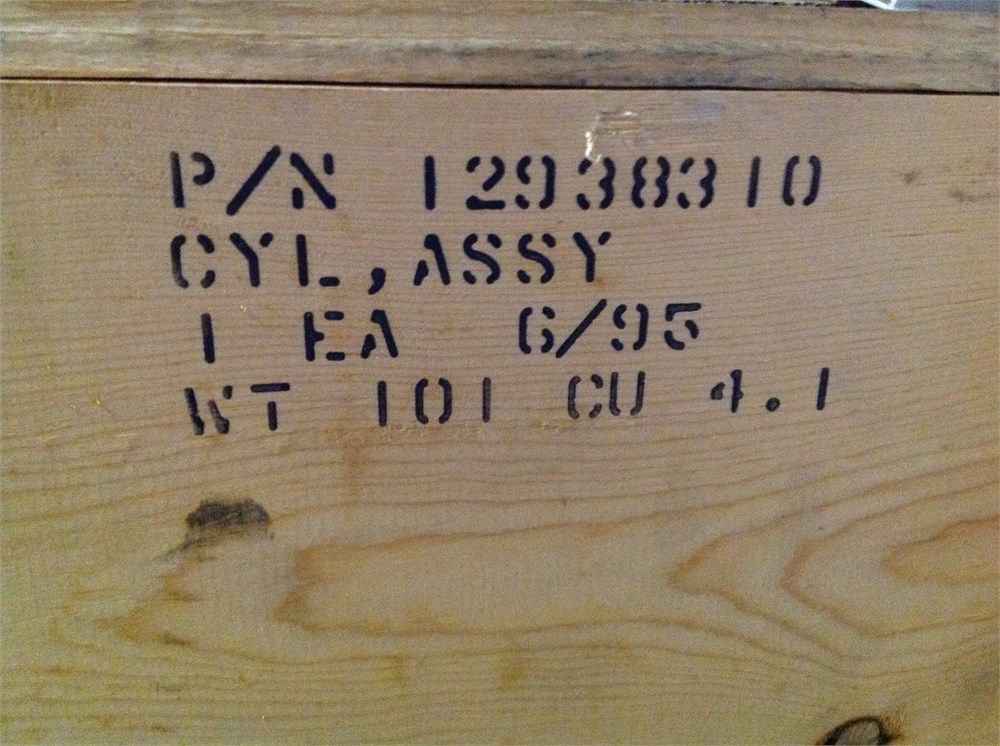 P/N 12938310
CYL,ASSY
1 EA 6/95
WT 101 CU 4.1